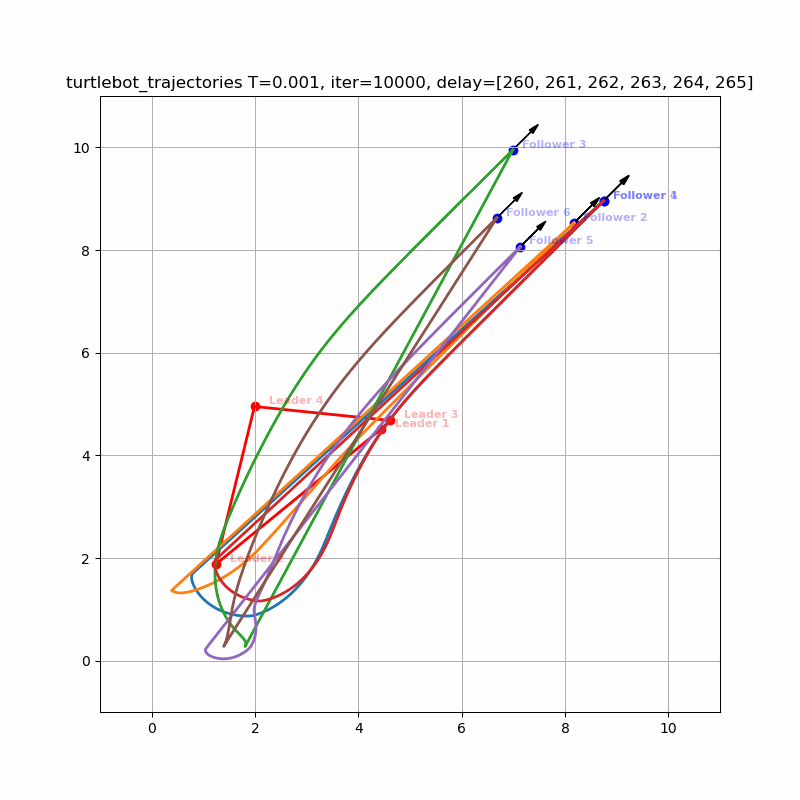 turtlebot_trajectories T=0.001, iter=10000, delay=[260, 261, 262, 263, 264, 265]
10
Follower 3
Follower 6
Follower 2
Follower 5
8
6
Leader 4
Leader 3
Leader 1
4
2
0
0 2 4 6 8 10